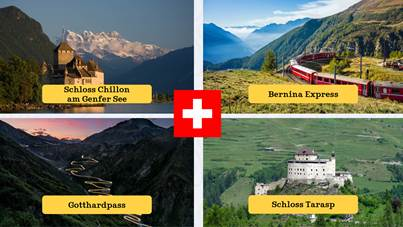 Schloss Chillon
am Genfer See
Bernina Express
Gotthardpass
Schloss Tarasp